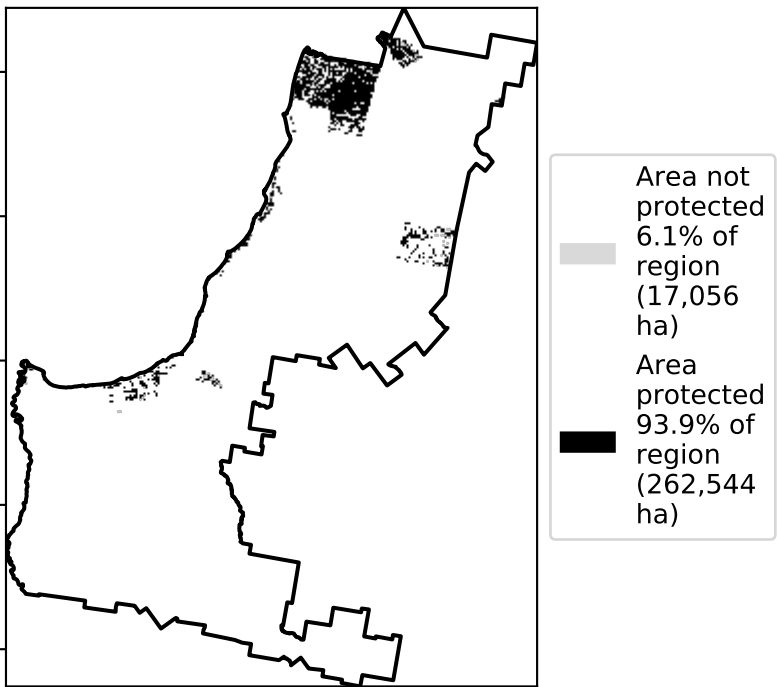 Area not
protected
6.1% of
region
(17,056
ha)
Area
protected
93.9% of
region
(262,544
ha)